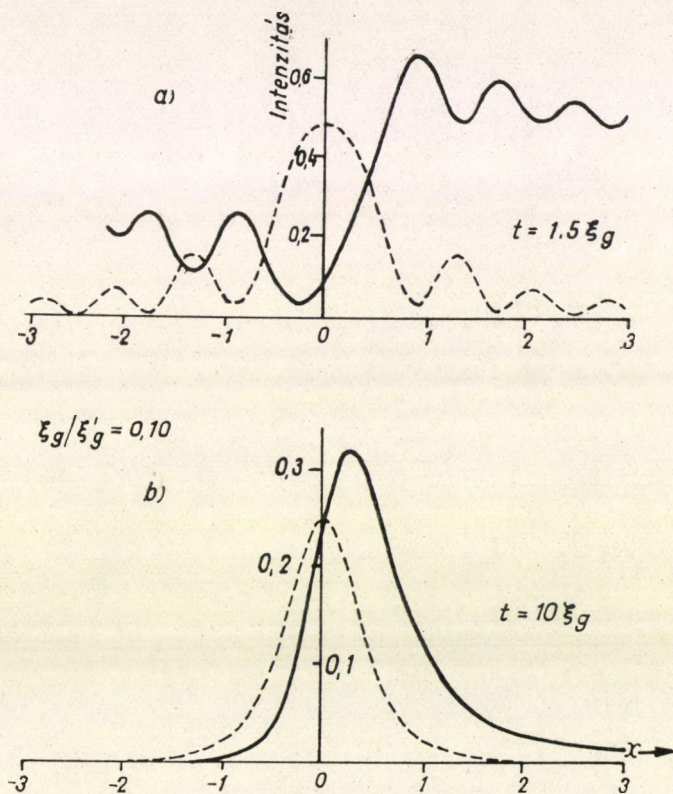 Intenzitás
a)
0,6
0,4
0,2
t = 1.5 ξg
-3 -2 -1 0 1 2 3
ξg/ξ'g = 0,10
b)
0,3
0,2
0,1
t = 10 ξg
x
-3 -2 -1 0 1 2 3